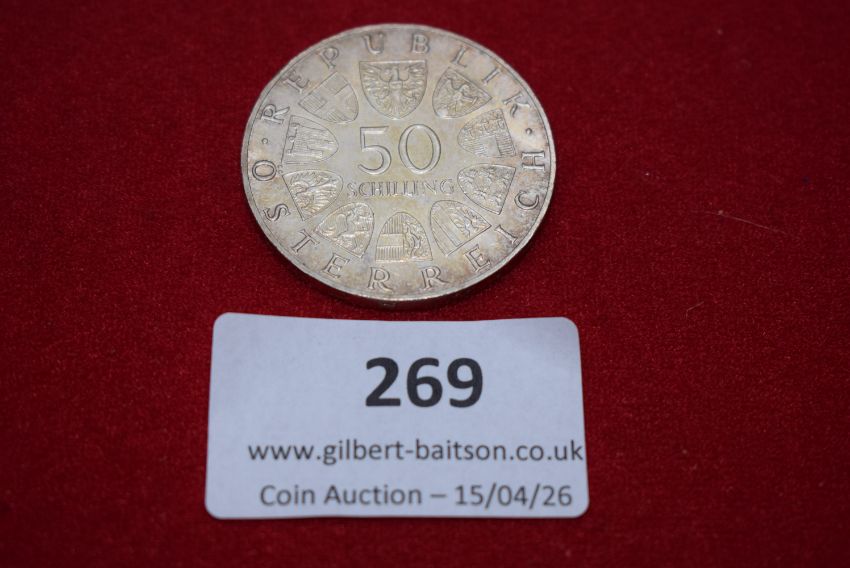 · REPUBLIK · ÖSTERREICH
50
SCHILLING
269
www.gilbert-baitson.co.uk
Coin Auction – 15/04/26